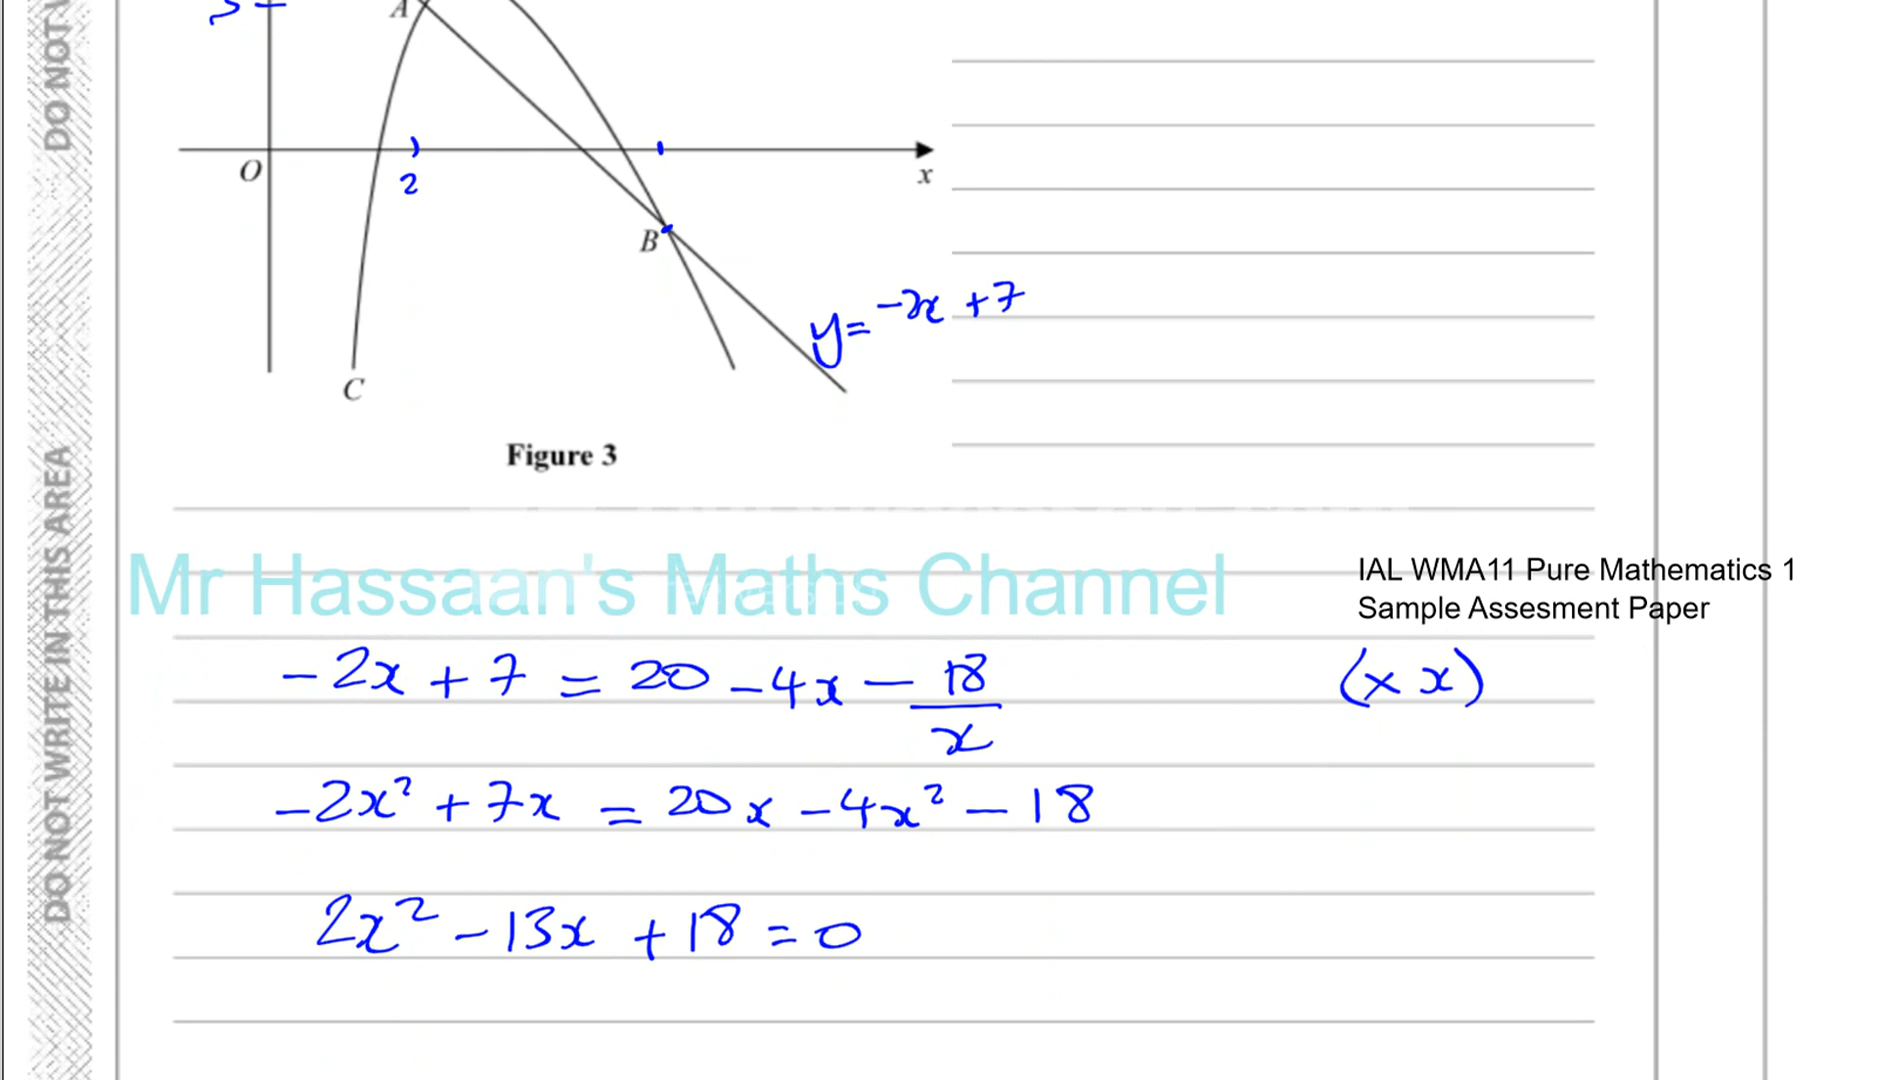 3
A
O
2
x
B
y = -2x + 7
C
Figure 3
Mr Hassaan's Maths Channel
IAL WMA11 Pure Mathematics 1
Sample Assesment Paper
-2x + 7 = 20 - 4x - 18/x (× x)
-2x² + 7x = 20x - 4x² - 18
2x² - 13x + 18 = 0
DO NOT WRITE IN THIS AREA
DO NOT